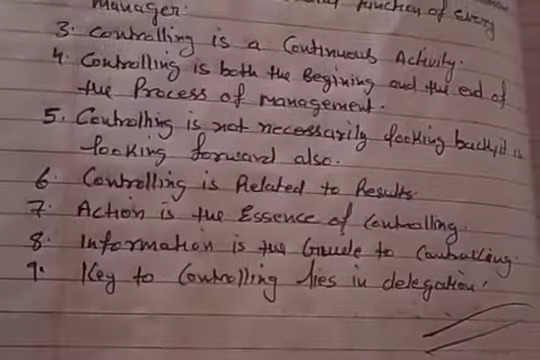 function of every
Manager.
3. Controlling is a Continuous Activity.
4. Controlling is both the Begining and the end of
the Process of management.
5. Controlling is not necessarily looking back, it is
looking forward also.
6. Controlling is Related to Results
7. Action is the Essence of Controlling.
8. Information is the Guide to Controlling.
9. Key to Controlling lies in delegation.